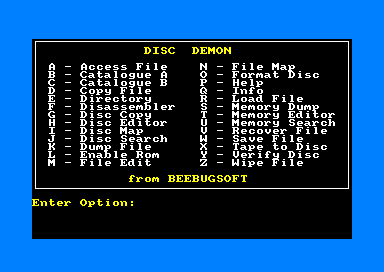 DISC DEMON
A - Access File N - File Map
B - Catalogue A O - Format Disc
C - Catalogue B P - Help
D - Copy File Q - Info
E - Directory R - Load File
F - Disassembler S - Memory Dump
G - Disc Copy T - Memory Editor
H - Disc Editor U - Memory Search
I - Disc Map V - Recover File
J - Disc Search W - Save File
K - Dump File X - Tape to Disc
L - Enable Rom Y - Verify Disc
M - File Edit Z - Wipe File
from BEEBUGSOFT
Enter Option: